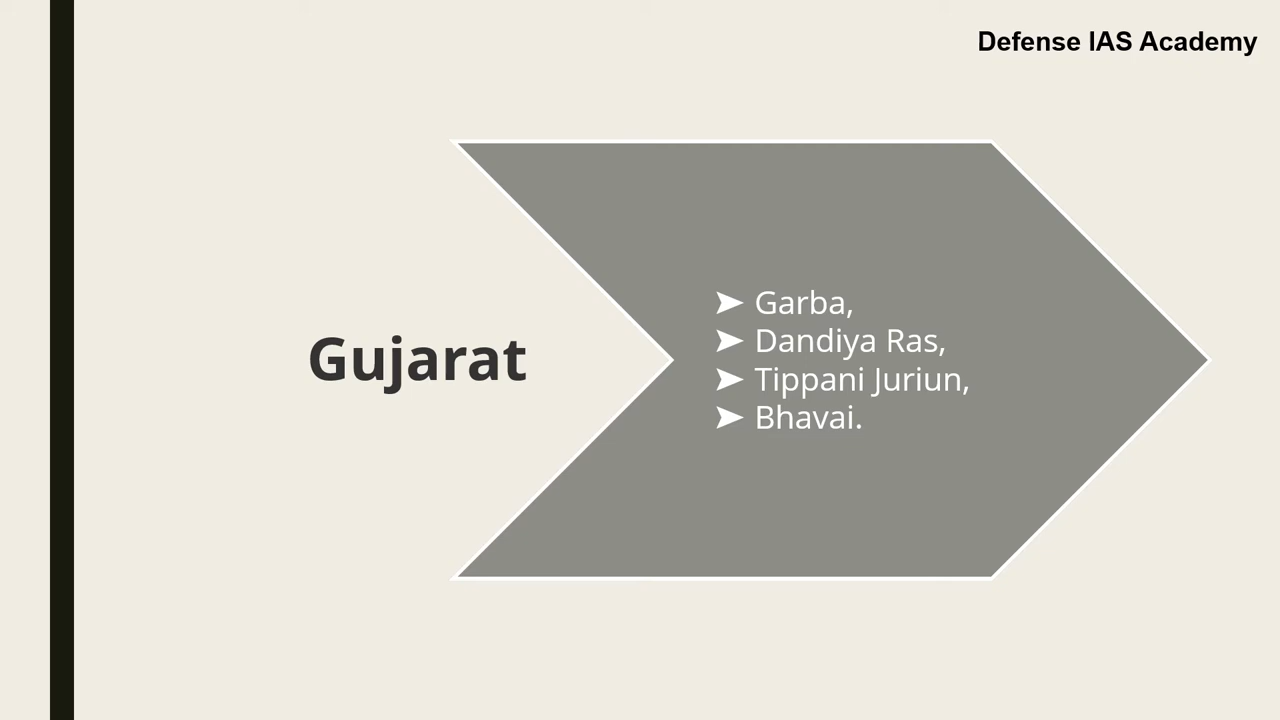 Defense IAS Academy
Gujarat
➤ Garba,
➤ Dandiya Ras,
➤ Tippani Juriun,
➤ Bhavai.